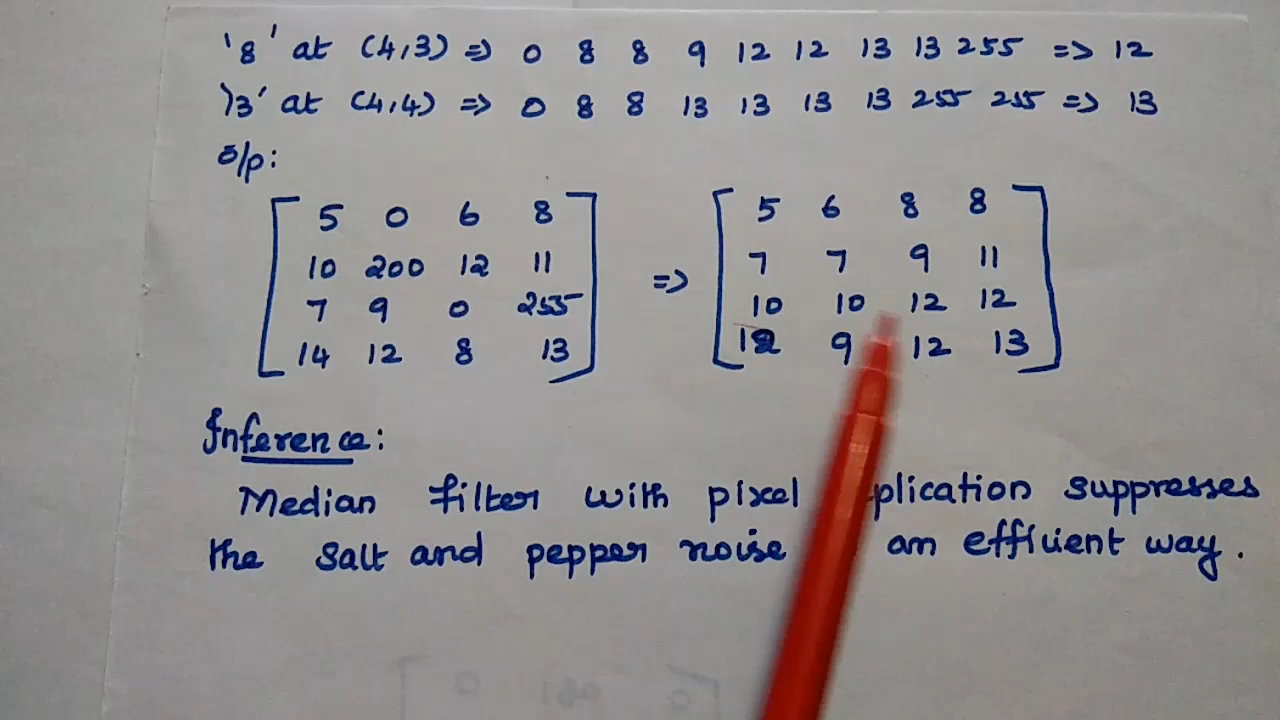 '8' at (4,3) => 0 8 8 9 12 12 13 13 255 => 12
'13' at (4,4) => 0 8 8 13 13 13 13 255 255 => 13
o/p:
[5 0 6 8] => [5 6 8 8]
[10 200 12 11] [7 7 9 11]
[7 9 0 255] [10 10 12 12]
[14 12 8 13] [12 9 12 13]
Inference:
Median filter with pixel plication suppresses
the salt and pepper noise an efficient way.